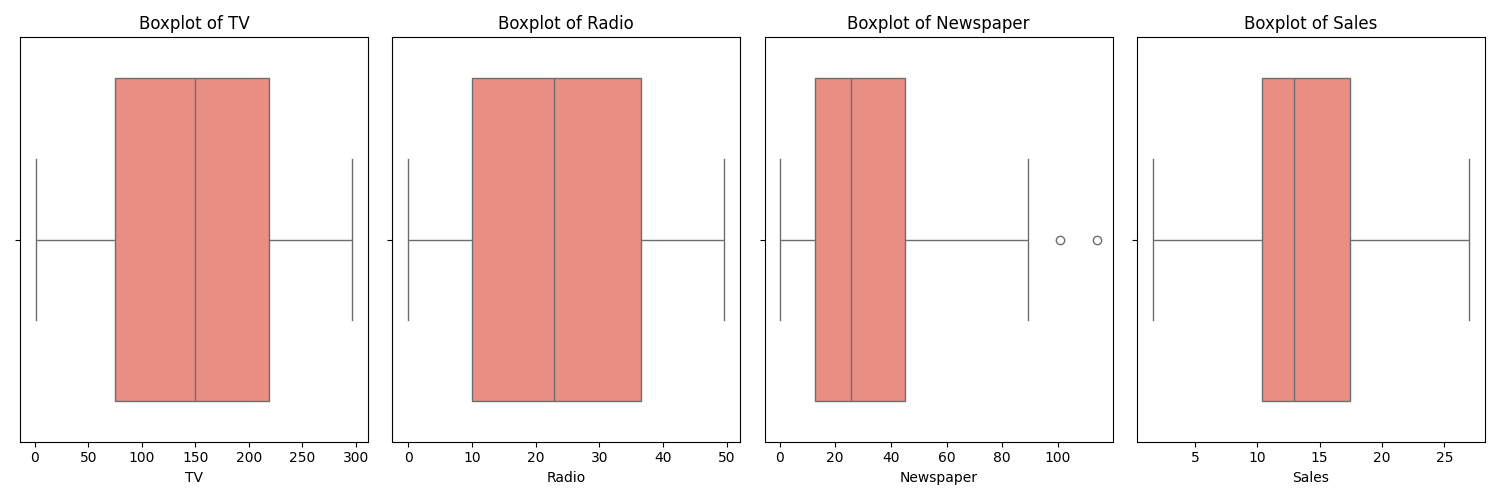 Boxplot of TV
Boxplot of Radio
Boxplot of Newspaper
Boxplot of Sales
0 50 100 150 200 250 300
0 10 20 30 40 50
0 20 40 60 80 100
5 10 15 20 25
TV
Radio
Newspaper
Sales